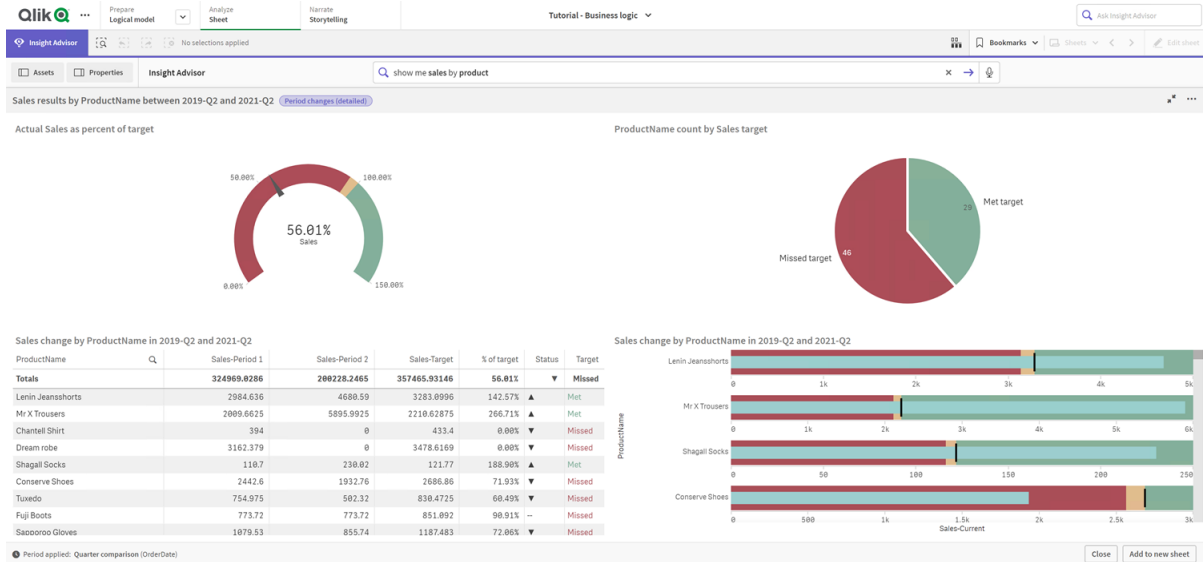 Qlik
Prepare
Logical model
Analyze
Sheet
Narrate
Storytelling
Tutorial - Business logic
Ask Insight Advisor
Insight Advisor
No selections applied
Bookmarks
Sheets
Edit sheet
Assets
Properties
Insight Advisor
show me sales by product
Sales results by ProductName between 2019-Q2 and 2021-Q2 Period changes (detailed)
Actual Sales as percent of target
50.00%
100.00%
56.01%
Sales
0.00%
150.00%
ProductName count by Sales target
Met target
Missed target
46
Sales change by ProductName in 2019-Q2 and 2021-Q2
ProductName Sales-Period 1 Sales-Period 2 Sales-Target % of target Status Target
Totals 324969.0286 200228.2465 357465.93146 56.01% ▼ Missed
Lenin Jeansshorts 2984.636 4680.59 3283.0996 142.57% ▲ Met
Mr X Trousers 2009.6625 5895.9925 2210.62875 266.71% ▲ Met
Chantell Shirt 394 0 433.4 0.00% ▼ Missed
Dream robe 3162.379 0 3478.6169 0.00% ▼ Missed
Shagall Socks 110.7 230.02 121.77 188.90% ▲ Met
Conserve Shoes 2442.6 1932.76 2686.86 71.93% ▼ Missed
Tuxedo 754.975 502.32 830.4725 60.49% ▼ Missed
Fuji Boots 773.72 773.72 851.092 90.91% -- Missed
Sapporoo Gloves 1079.53 855.74 1187.483 72.06% ▼ Missed
Sales change by ProductName in 2019-Q2 and 2021-Q2
ProductName
Lenin Jeansshorts
0 1k 2k 3k 4k 5k
Mr X Trousers
0 1k 2k 3k 4k 5k 6k
Shagall Socks
0 50 100 150 200 250
Conserve Shoes
0 500 1k 1.5k 2k 2.5k 3k
Sales-Current
Period applied: Quarter comparison (OrderDate)
Close
Add to new sheet